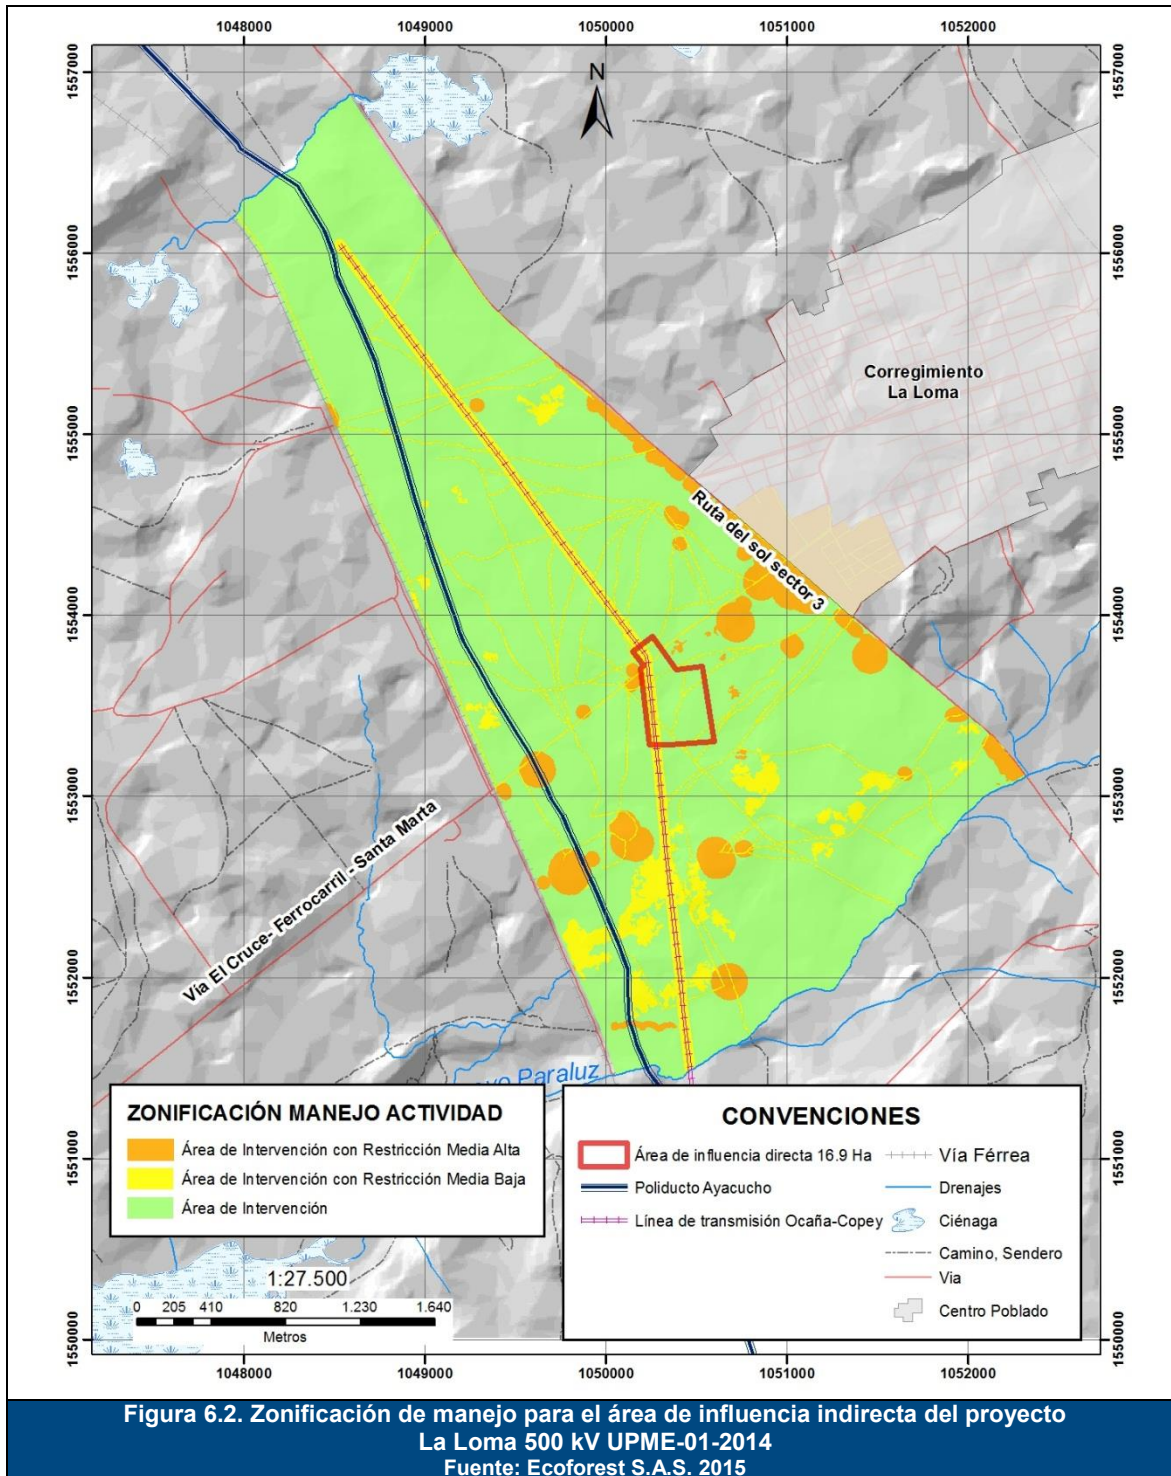 1048000 1049000 1050000 1051000 1052000
1557000
1556000
1555000
1554000
1553000
1552000
1551000
1550000
1557000
1556000
1555000
1554000
1553000
1552000
1551000
1550000
N
Corregimiento
La Loma
Ruta del sol sector 3
Vía El Cruce- Ferrocarril - Santa Marta
Paraluz
ZONIFICACIÓN MANEJO ACTIVIDAD
Área de Intervención con Restricción Media Alta
Área de Intervención con Restricción Media Baja
Área de Intervención
1:27.500
0 205 410 820 1.230 1.640
Metros
CONVENCIONES
Área de influencia directa 16.9 Ha
Poliducto Ayacucho
Línea de transmisión Ocaña-Copey
Vía Férrea
Drenajes
Ciénaga
Camino, Sendero
Via
Centro Poblado
1048000 1049000 1050000 1051000 1052000
Figura 6.2. Zonificación de manejo para el área de influencia indirecta del proyecto
La Loma 500 kV UPME-01-2014
Fuente: Ecoforest S.A.S. 2015